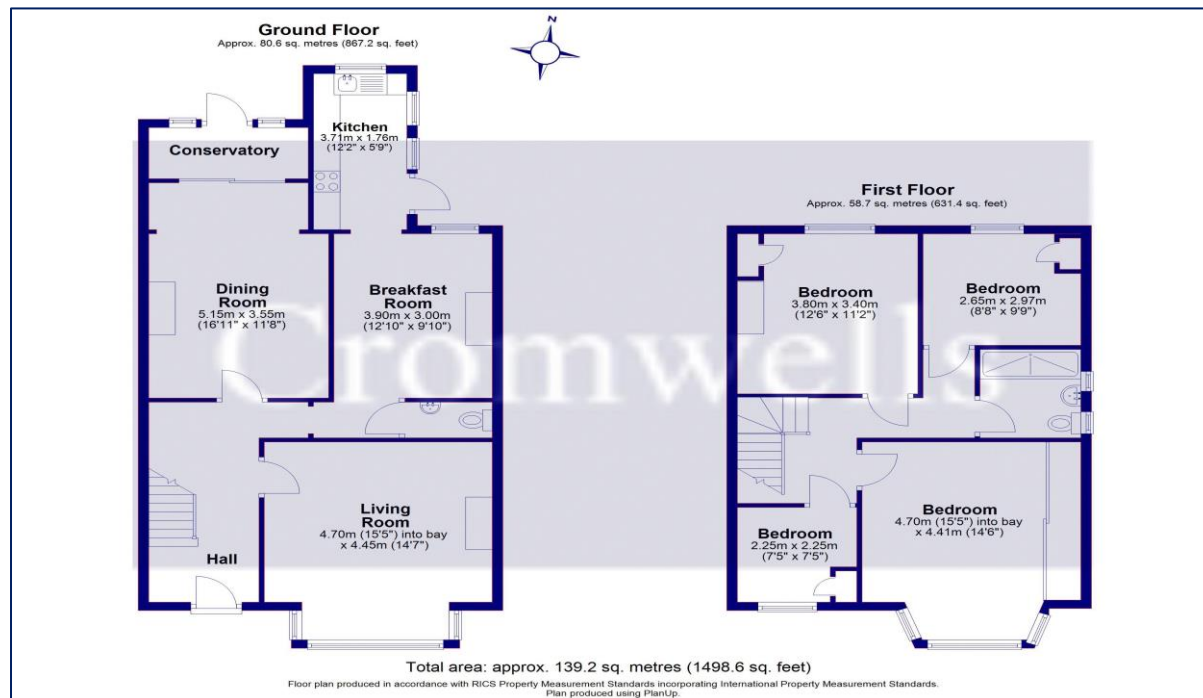 N
Ground Floor
Approx. 80.6 sq. metres (867.2 sq. feet)
Kitchen
3.71m x 1.76m
(12'2" x 5'9")
Conservatory
Dining
Room
5.15m x 3.55m
(16'11" x 11'8")
Breakfast
Room
3.90m x 3.00m
(12'10" x 9'10")
Living
Room
4.70m (15'5") into bay
x 4.45m (14'7")
Hall
First Floor
Approx. 58.7 sq. metres (631.4 sq. feet)
Bedroom
3.80m x 3.40m
(12'6" x 11'2")
Bedroom
2.65m x 2.97m
(8'8" x 9'9")
Bedroom
2.25m x 2.25m
(7'5" x 7'5")
Bedroom
4.70m (15'5") into bay
x 4.41m (14'6")
Cromwells
Total area: approx. 139.2 sq. metres (1498.6 sq. feet)
Floor plan produced in accordance with RICS Property Measurement Standards incorporating International Property Measurement Standards.
Plan produced using PlanUp.